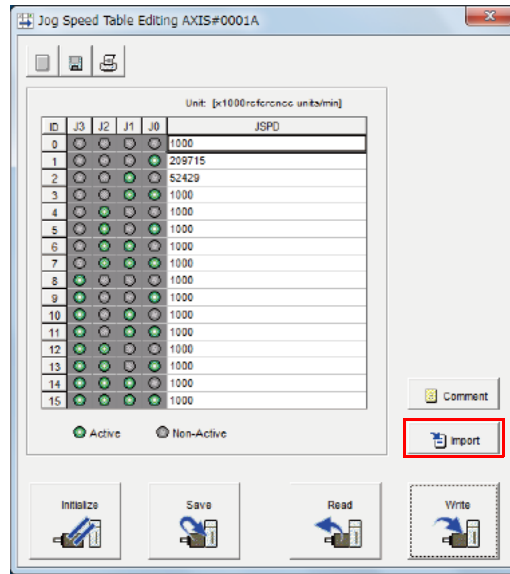 Jog Speed Table Editing AXIS#0001A
Unit: [x1000reference units/min]
ID J3 J2 J1 J0 JSPD
0 1000
1 209715
2 52429
3 1000
4 1000
5 1000
6 1000
7 1000
8 1000
9 1000
10 1000
11 1000
12 1000
13 1000
14 1000
15 1000
Active Non-Active
Comment
Import
Initialize Save Read Write